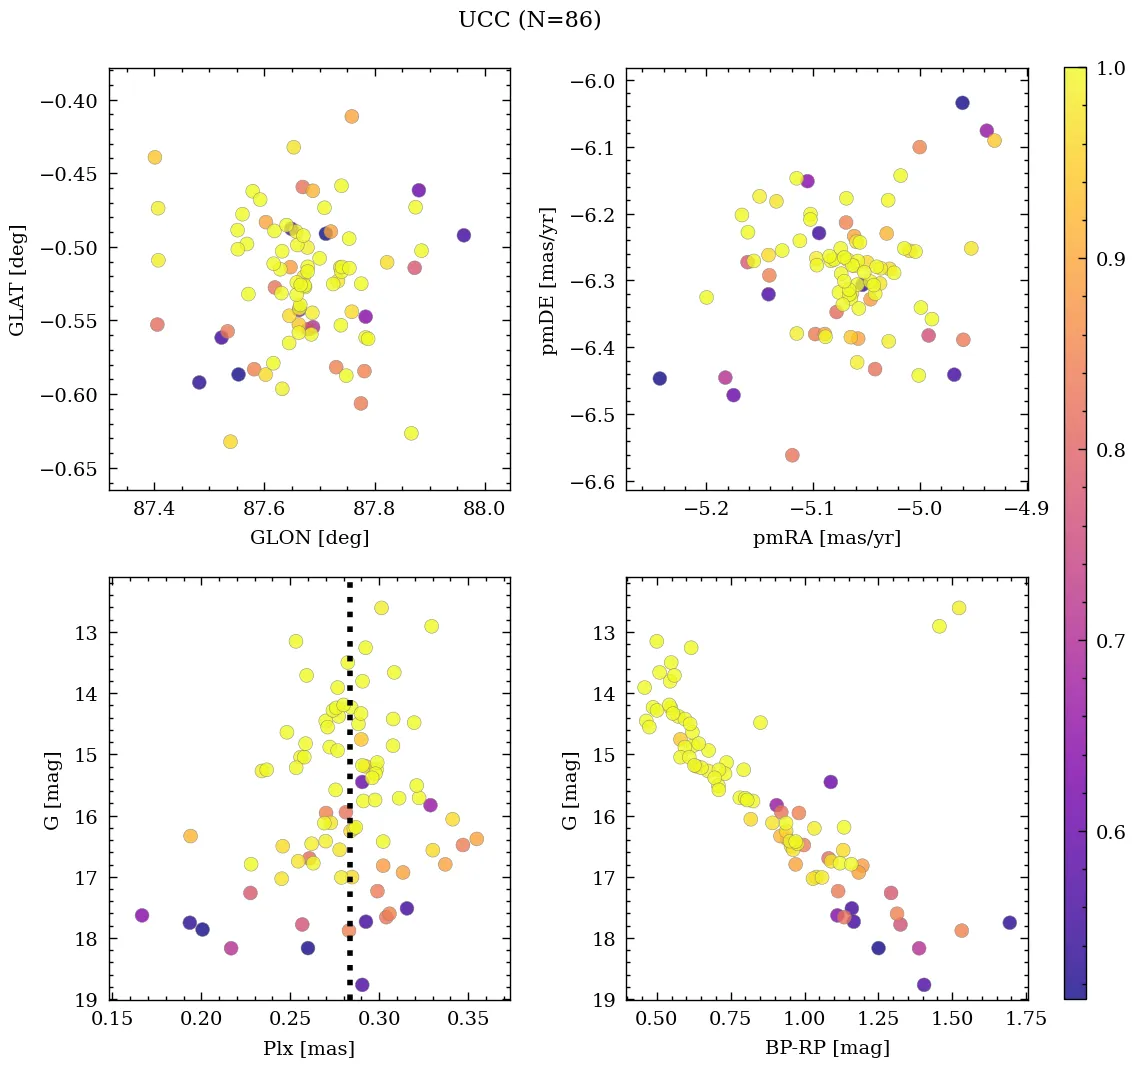 UCC (N=86)
−0.40
−0.45
−0.50
−0.55
−0.60
−0.65
GLAT [deg]
87.4 87.6 87.8 88.0
GLON [deg]
−6.0
−6.1
−6.2
−6.3
−6.4
−6.5
−6.6
pmDE [mas/yr]
−5.2 −5.1 −5.0 −4.9
pmRA [mas/yr]
13
14
15
16
17
18
19
G [mag]
0.15 0.20 0.25 0.30 0.35
Plx [mas]
13
14
15
16
17
18
19
G [mag]
0.50 0.75 1.00 1.25 1.50 1.75
BP-RP [mag]
1.0
0.9
0.8
0.7
0.6